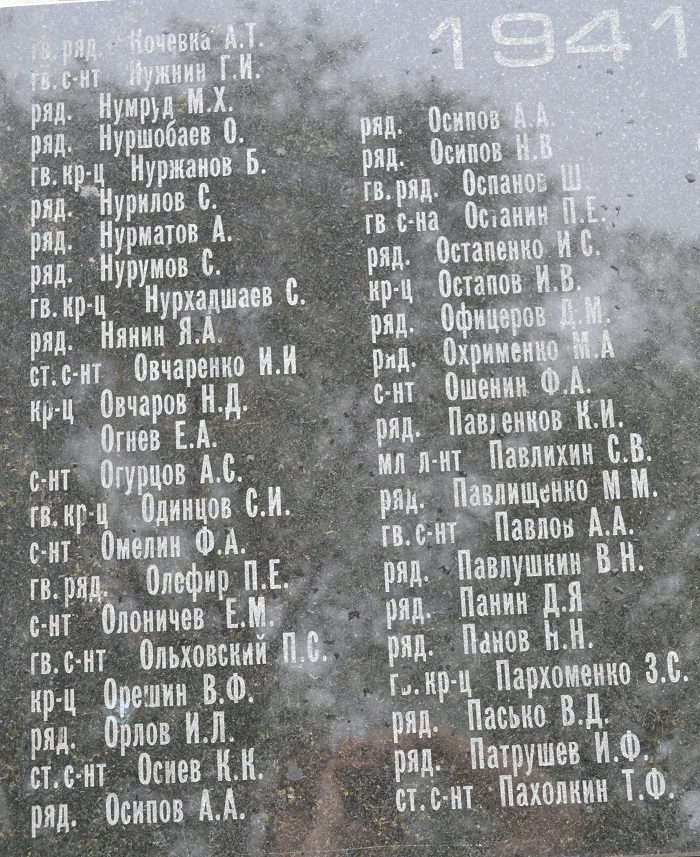 1941
гв. ряд. Ночевка А.Т.
гв. с-нт Нужнин Г.И.
ряд. Нумруд М.Х.
ряд. Нуршобаев О.
гв. кр-ц Нуржанов Б.
ряд. Нурилов С.
ряд. Нурматов А.
ряд. Нурумов С.
гв. кр-ц Нурхадшаев С.
ряд. Нянин Я.А.
ст. с-нт Овчаренко И.И
кр-ц Овчаров Н.Д.
Огнев Е.А.
с-нт Огурцов А.С.
гв. кр-ц Одинцов С.И.
с-нт Омелин Ф.А.
гв. ряд. Олефир П.Е.
с-нт Олоничев Е.М.
гв. с-нт Ольховский П.С.
кр-ц Орешин В.Ф.
ряд. Орлов И.Л.
ст. с-нт Осиев К.К.
ряд. Осипов А.А.
ряд. Осипов А.А
ряд. Осипов Н.В
гв. ряд. Оспанов Ш.
гв с-на Останин П.Е.
ряд. Остапенко И С.
кр-ц Остапов И.В.
ряд. Офицеров Д.М.
ряд. Охрименко М.А
с-нт Ошенин Ф.А.
ряд. Павленков К.И.
мл л-нт Павлихин С.В.
ряд. Павлищенко М М.
гв. с-нт Павлов А.А.
ряд. Павлушкин В.Н.
ряд. Панин Д.Я
ряд. Панов Н.Н.
гв. кр-ц Пархоменко З.С.
ряд. Пасько В.Д.
ряд. Патрушев И.Ф.
ст. с-нт Пахолкин Т.Ф.